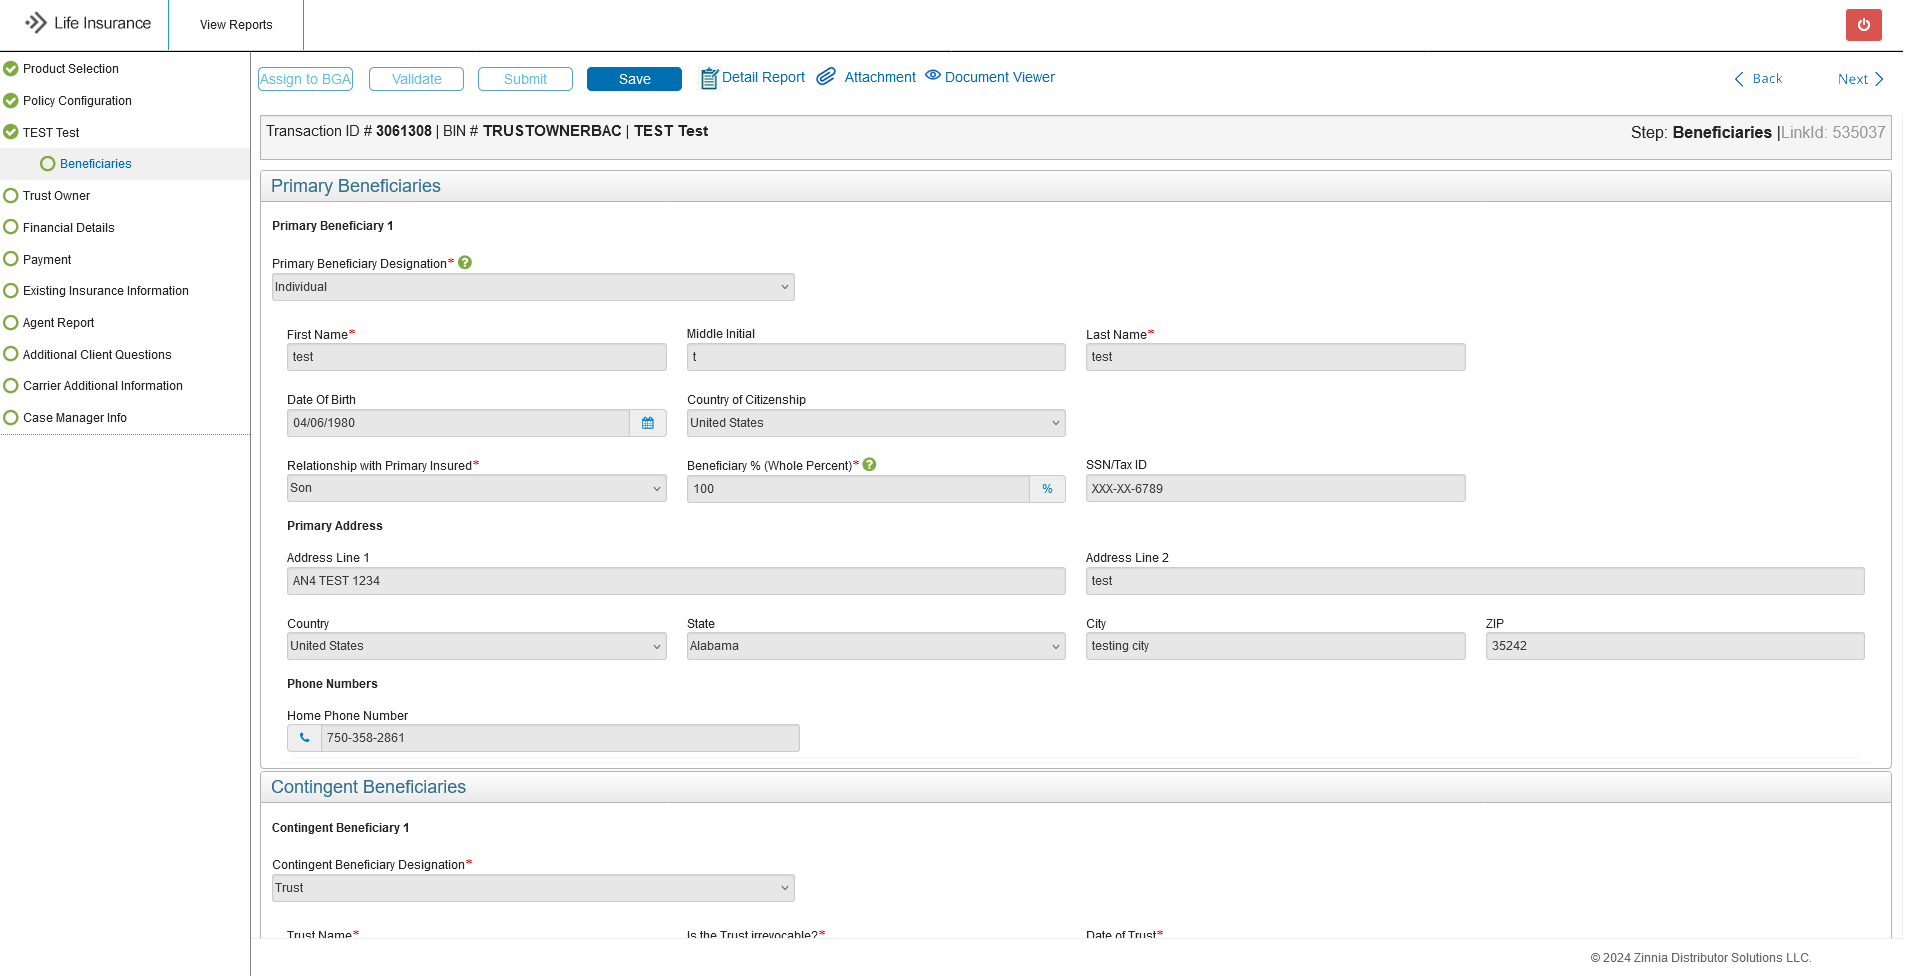 Life Insurance
View Reports
Product Selection
Policy Configuration
TEST Test
Beneficiaries
Trust Owner
Financial Details
Payment
Existing Insurance Information
Agent Report
Additional Client Questions
Carrier Additional Information
Case Manager Info
Assign to BGA Validate Submit Save Detail Report Attachment Document Viewer Back Next
Transaction ID # 3061308 | BIN # TRUSTOWNERBAC | TEST Test Step: Beneficiaries |LinkId: 535037
Primary Beneficiaries
Primary Beneficiary 1
Primary Beneficiary Designation* ?
Individual
First Name* Middle Initial Last Name*
test t test
Date Of Birth Country of Citizenship
04/06/1980 United States
Relationship with Primary Insured* Beneficiary % (Whole Percent)* ? SSN/Tax ID
Son 100 % XXX-XX-6789
Primary Address
Address Line 1 Address Line 2
AN4 TEST 1234 test
Country State City ZIP
United States Alabama testing city 35242
Phone Numbers
Home Phone Number
750-358-2861
Contingent Beneficiaries
Contingent Beneficiary 1
Contingent Beneficiary Designation*
Trust
Trust Name* Is the Trust irrevocable?* Date of Trust*
© 2024 Zinnia Distributor Solutions LLC.